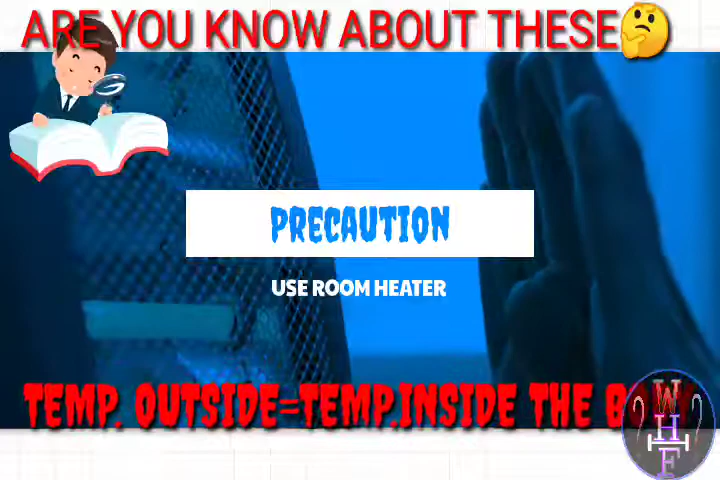 ARE YOU KNOW ABOUT THESE🤔
PRECAUTION
USE ROOM HEATER
TEMP. OUTSIDE=TEMP.INSIDE THE
W
H
F